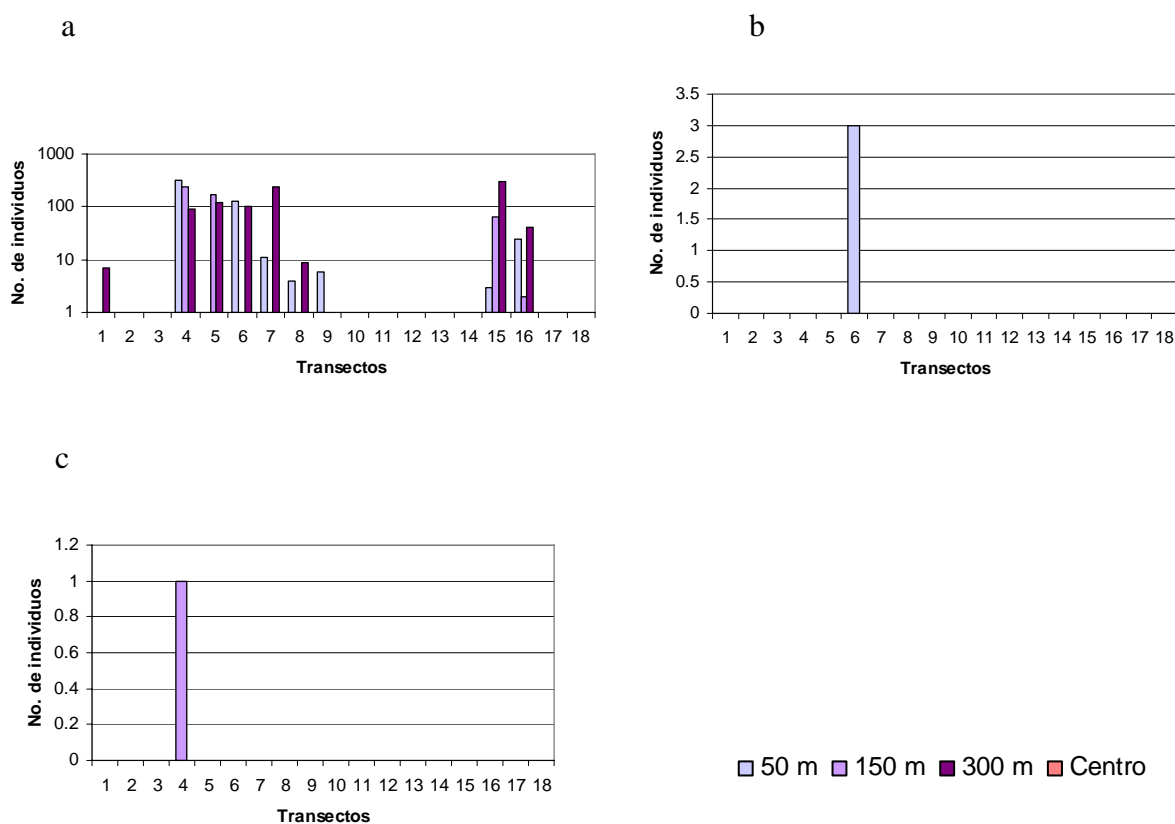 a
No. de individuos
1000
100
10
1
1 2 3 4 5 6 7 8 9 10 11 12 13 14 15 16 17 18
Transectos
b
No. de individuos
3.5
3
2.5
2
1.5
1
0.5
0
1 2 3 4 5 6 7 8 9 10 11 12 13 14 15 16 17 18
Transectos
c
No. de individuos
1.2
1
0.8
0.6
0.4
0.2
0
1 2 3 4 5 6 7 8 9 10 11 12 13 14 15 16 17 18
Transectos
50 m 150 m 300 m Centro